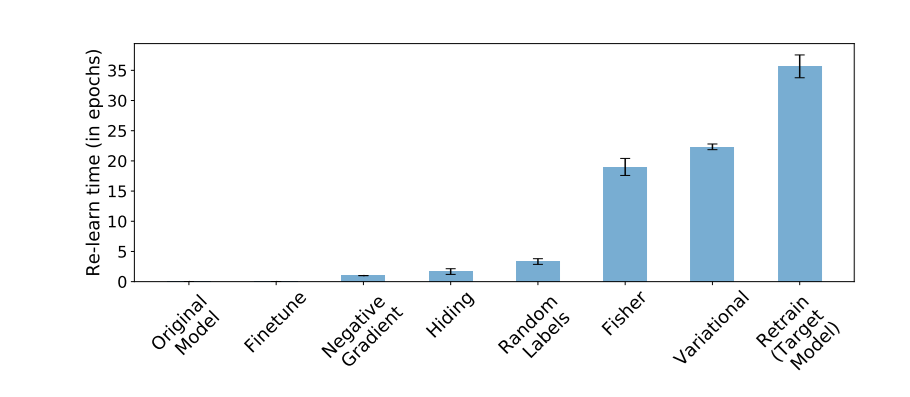 Re-learn time (in epochs)
35
30
25
20
15
10
5
0
Original
Model
Finetune
Negative
Gradient
Hiding
Random
Labels
Fisher
Variational
Retrain
(Target
Model)